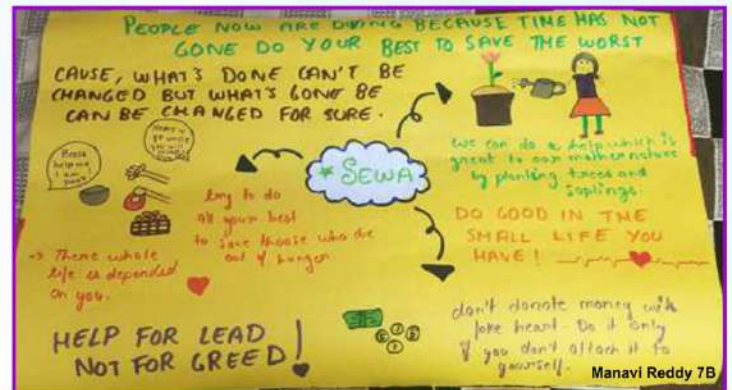 PEOPLE NOW ARE DYING BECAUSE TIME HAS NOT
GONE DO YOUR BEST TO SAVE THE WORST
CAUSE, WHAT'S DONE CAN'T BE
CHANGED BUT WHAT'S GONE BE
CAN BE CHANGED FOR SURE.
help me
I am
poor
SEWA
we can do a help which is
great to our mother nature
by planting trees and
saplings.
try to do
all your best
to save those who die
out of hunger
→ There whole
life is depended
on you.
DO GOOD IN THE
SMALL LIFE YOU
HAVE!
HELP FOR LEAD
NOT FOR GREED!
don't donate money with
fake heart. Do it only
if you don't attach it to
yourself.
Manavi Reddy 7B